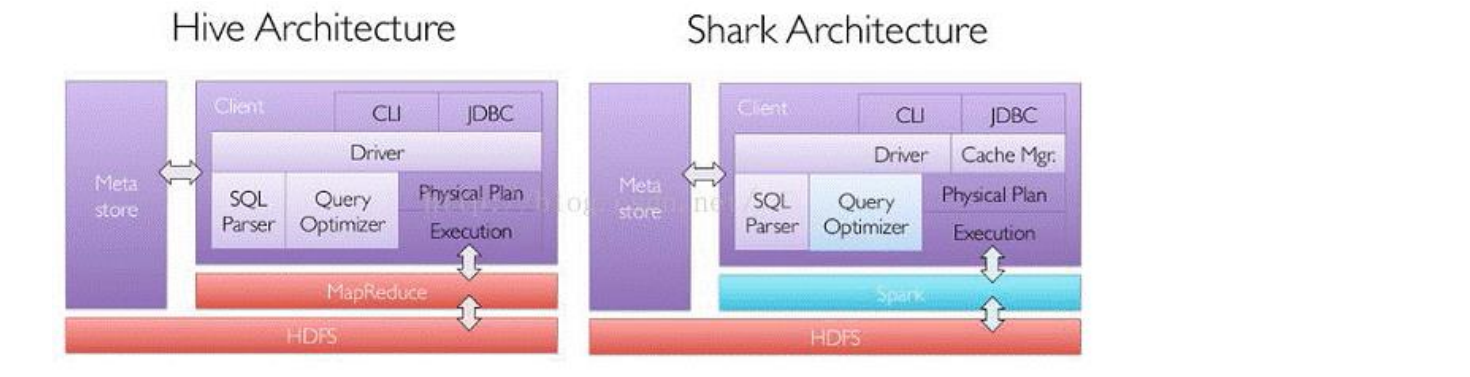 Hive Architecture
Client
CLI
JDBC
Driver
Meta
store
SQL
Parser
Query
Optimizer
Physical Plan
Execution
MapReduce
HDFS
Shark Architecture
Client
CLI
JDBC
Driver
Cache Mgr.
Meta
store
SQL
Parser
Query
Optimizer
Physical Plan
Execution
Spark
HDFS